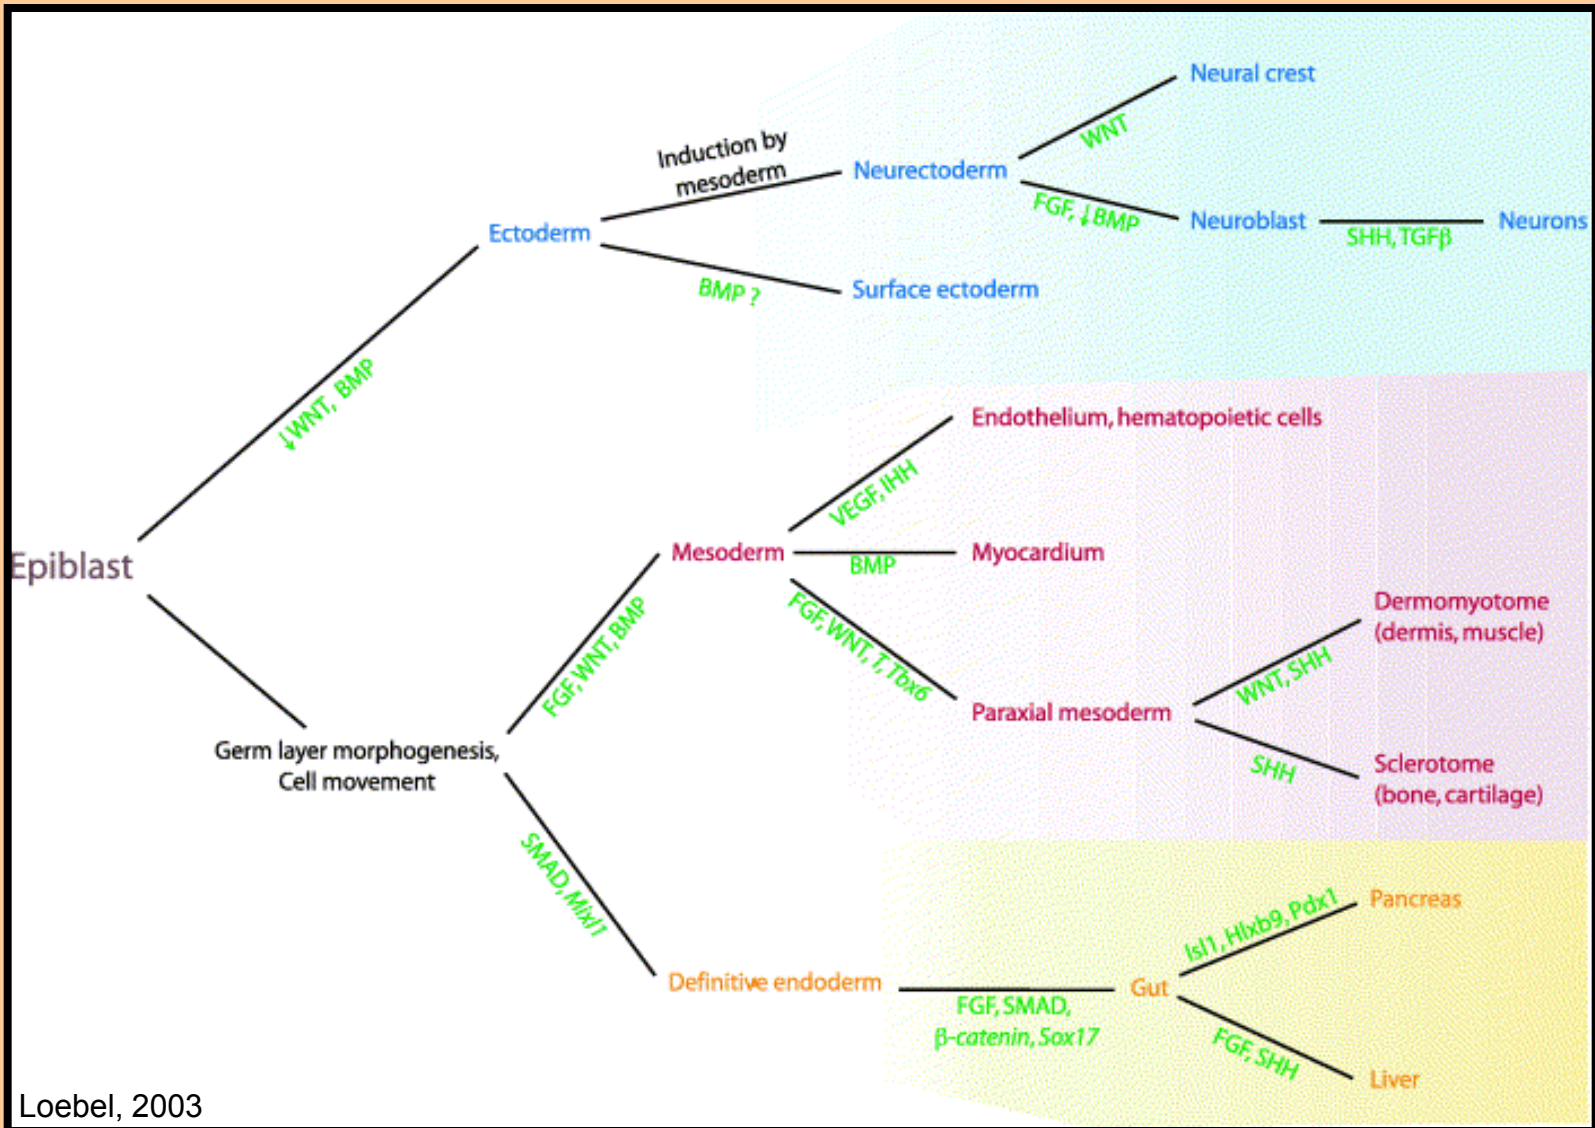 Neural crest
WNT
Induction by
mesoderm
Neurectoderm
FGF, ↓BMP
Neuroblast
SHH, TGFβ
Neurons
Ectoderm
BMP ?
Surface ectoderm
↓WNT, BMP
Endothelium, hematopoietic cells
VEGF, IHH
Epiblast
Mesoderm
BMP
Myocardium
FGF, WNT, BMP
FGF, WNT, T, Tbx6
Dermomyotome
(dermis, muscle)
WNT, SHH
Paraxial mesoderm
Germ layer morphogenesis,
Cell movement
SHH
Sclerotome
(bone, cartilage)
SMAD, Mixl1
Isl1, Hlxb9, Pdx1
Pancreas
Definitive endoderm
FGF, SMAD,
β-catenin, Sox17
Gut
FGF, SHH
Liver
Loebel, 2003